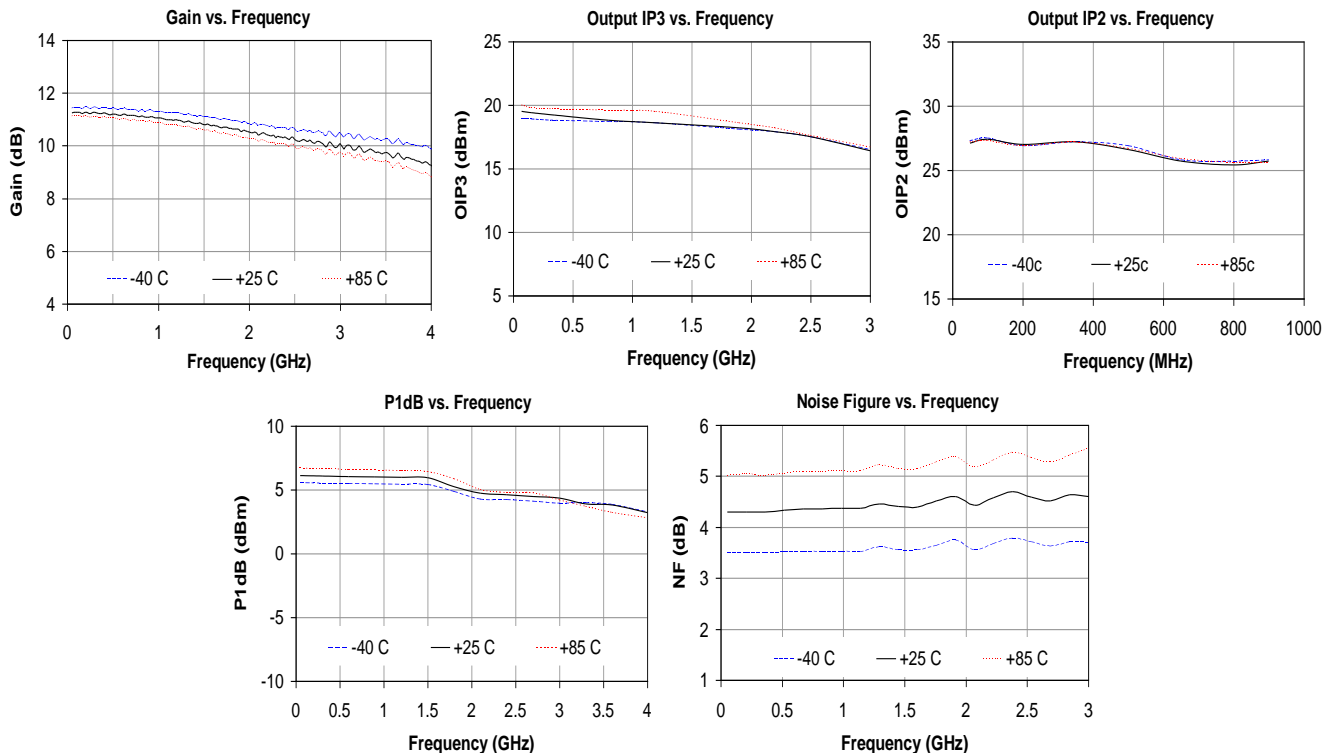 Gain vs. Frequency
14
12
10
8
6
4
Gain (dB)
-40 C
+25 C
+85 C
0
1
2
3
4
Frequency (GHz)
Output IP3 vs. Frequency
25
20
15
10
5
OIP3 (dBm)
-40 C
+25 C
+85 C
0
0.5
1
1.5
2
2.5
3
Frequency (GHz)
Output IP2 vs. Frequency
35
30
25
20
15
OIP2 (dBm)
-40c
+25c
+85c
0
200
400
600
800
1000
Frequency (MHz)
P1dB vs. Frequency
10
5
0
-5
-10
P1dB (dBm)
-40 C
+25 C
+85 C
0
0.5
1
1.5
2
2.5
3
3.5
4
Frequency (GHz)
Noise Figure vs. Frequency
6
5
4
3
2
1
NF (dB)
-40 C
+25 C
+85 C
0
0.5
1
1.5
2
2.5
3
Frequency (GHz)